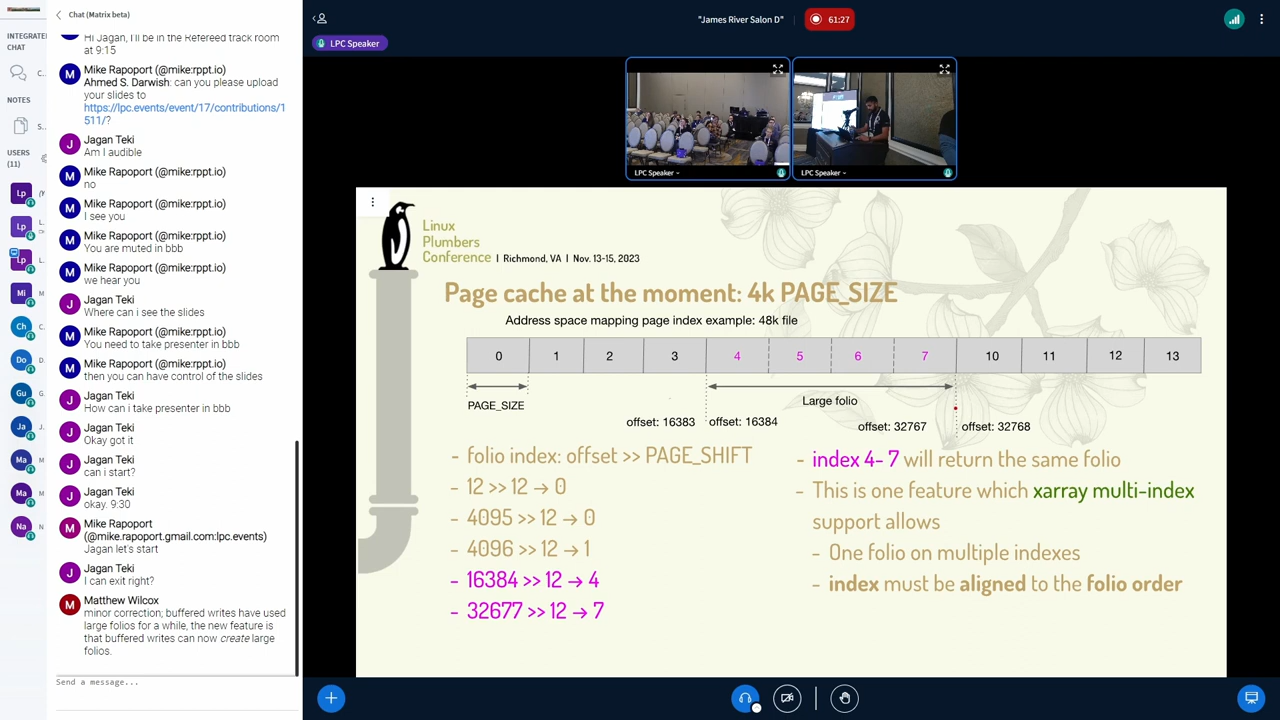 Chat (Matrix beta)
INTEGRATE
CHAT
C...
NOTES
S...
USERS
(11)
Lp
Lp
L..
L
Mi
Ch
C.
Do
D.
Gu
G
Ja
J.
Ma
M
Ma
M
Na
N
Hi Jagan, I'll be in the Refereed track room
at 9:15
M
Mike Rapoport (@mike:rppt.io)
Ahmed S. Darwish: can you please upload
your slides to
https://lpc.events/event/17/contributions/1
511/?
J
Jagan Teki
Am I audible
M
Mike Rapoport (@mike:rppt.io)
no
M
Mike Rapoport (@mike:rppt.io)
I see you
M
Mike Rapoport (@mike:rppt.io)
You are muted in bbb
M
Mike Rapoport (@mike:rppt.io)
we hear you
J
Jagan Teki
Where can i see the slides
M
Mike Rapoport (@mike:rppt.io)
You need to take presenter in bbb
M
Mike Rapoport (@mike:rppt.io)
then you can have control of the slides
J
Jagan Teki
How can i take presenter in bbb
J
Jagan Teki
Okay got it
J
Jagan Teki
can i start?
J
Jagan Teki
okay. 9:30
M
Mike Rapoport
(@mike.rapoport.gmail.com:lpc.events)
Jagan let's start
J
Jagan Teki
I can exit right?
M
Matthew Wilcox
minor correction; buffered writes have used
large folios for a while, the new feature is
that buffered writes can now create large
folios.
Send a message...
"James River Salon D"
61:27
LPC Speaker
LPC Speaker
LPC Speaker
Linux
Plumbers
Conference | Richmond, VA | Nov. 13-15, 2023
Page cache at the moment: 4k PAGE_SIZE
Address space mapping page index example: 48k file
0 1 2 3 4 5 6 7 10 11 12 13
PAGE_SIZE
Large folio
offset: 16383 offset: 16384 offset: 32767 offset: 32768
- folio index: offset >> PAGE_SHIFT
- 12 >> 12 → 0
- 4095 >> 12 → 0
- 4096 >> 12 → 1
- 16384 >> 12 → 4
- 32677 >> 12 → 7
- index 4- 7 will return the same folio
- This is one feature which xarray multi-index
support allows
- One folio on multiple indexes
- index must be aligned to the folio order